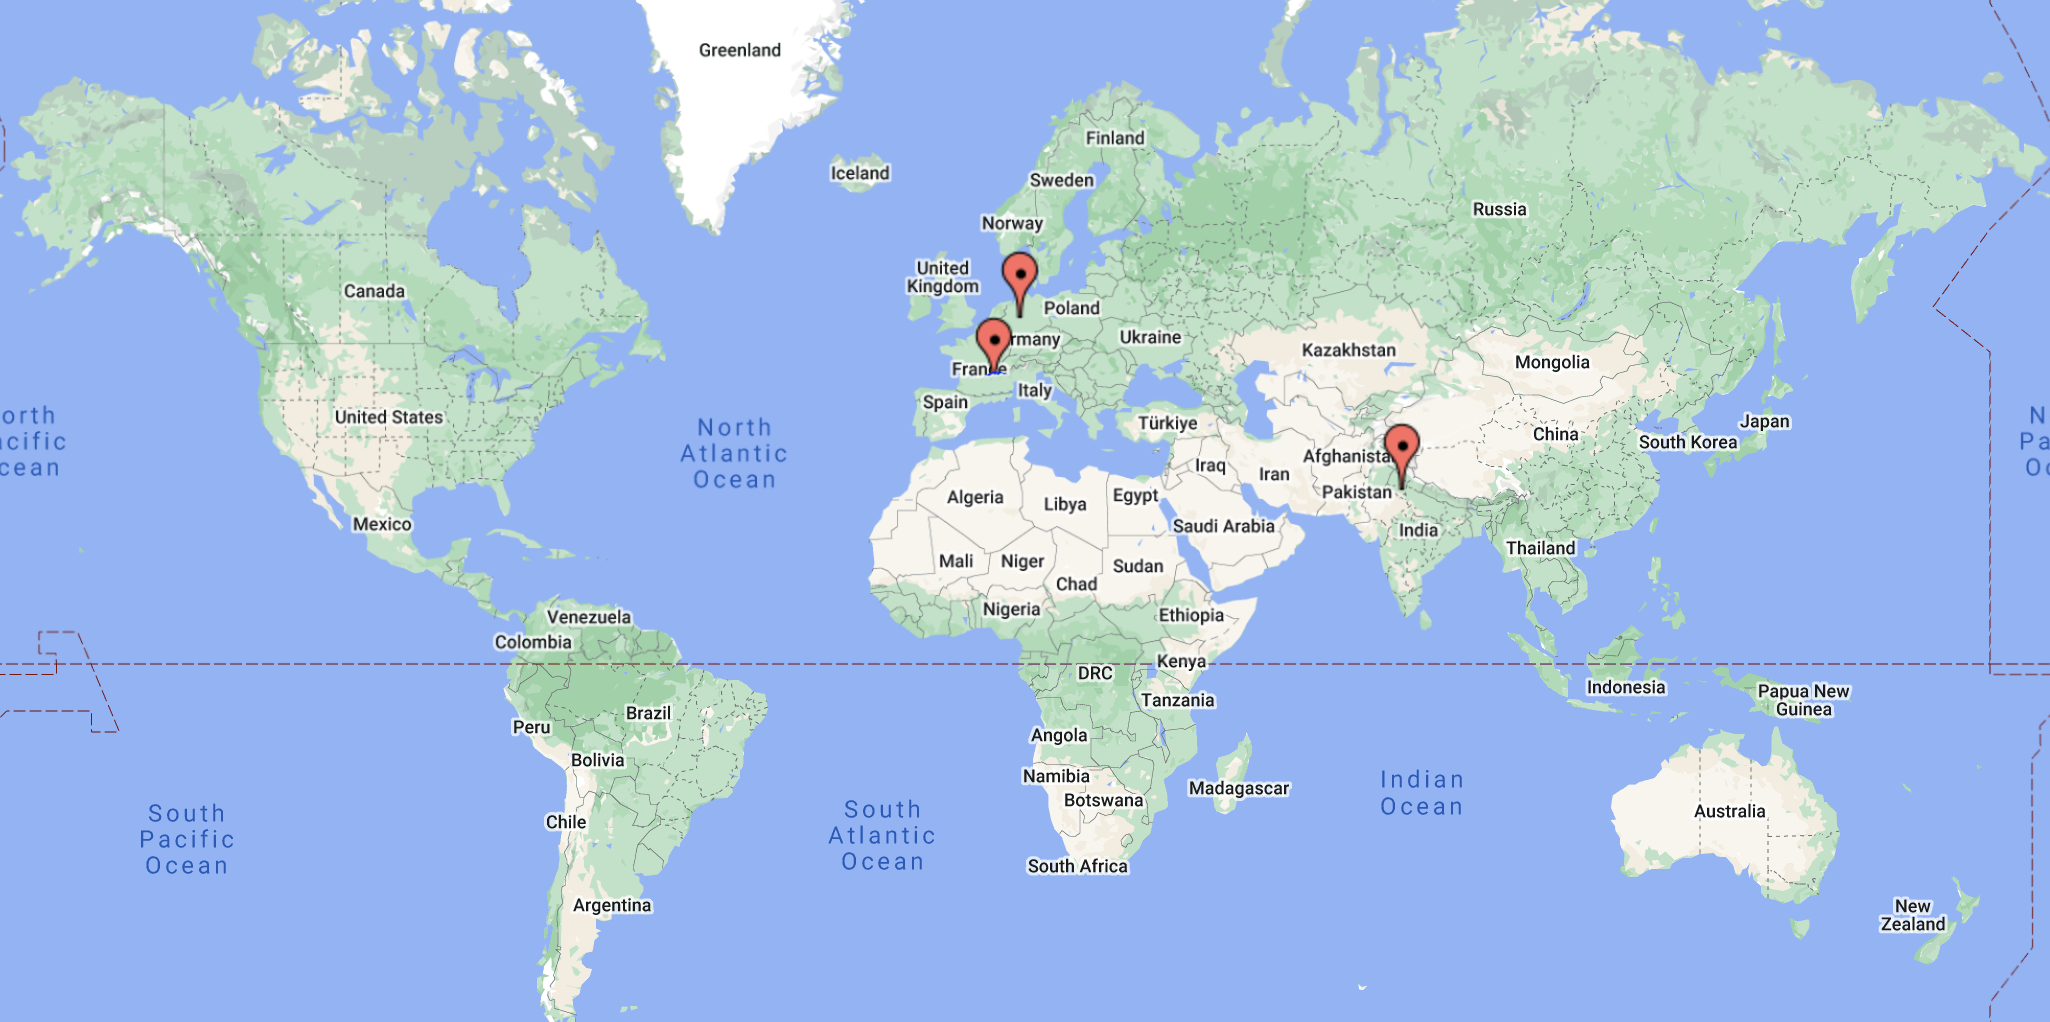 Greenland
Finland
Iceland
Sweden
Russia
Norway
United
Kingdom
Canada
Poland
Ukraine
rmany
Kazakhstan
Mongolia
France
Italy
Spain
United States
Türkiye
Japan
China
South Korea
orth
acific
cean
North
Atlantic
Ocean
N
Pa
Oc
Afghanista
Iraq
Iran
Pakistan
Algeria
Libya
Egypt
Mexico
Saudi Arabia
India
Thailand
Mali
Niger
Sudan
Chad
Nigeria
Ethiopia
Venezuela
Colombia
Kenya
DRC
Indonesia
Papua New
Guinea
Tanzania
Brazil
Peru
Angola
Bolivia
Namibia
Botswana
Madagascar
Indian
Ocean
Australia
South
Pacific
Ocean
Chile
South
Atlantic
Ocean
South Africa
Argentina
New
Zealand